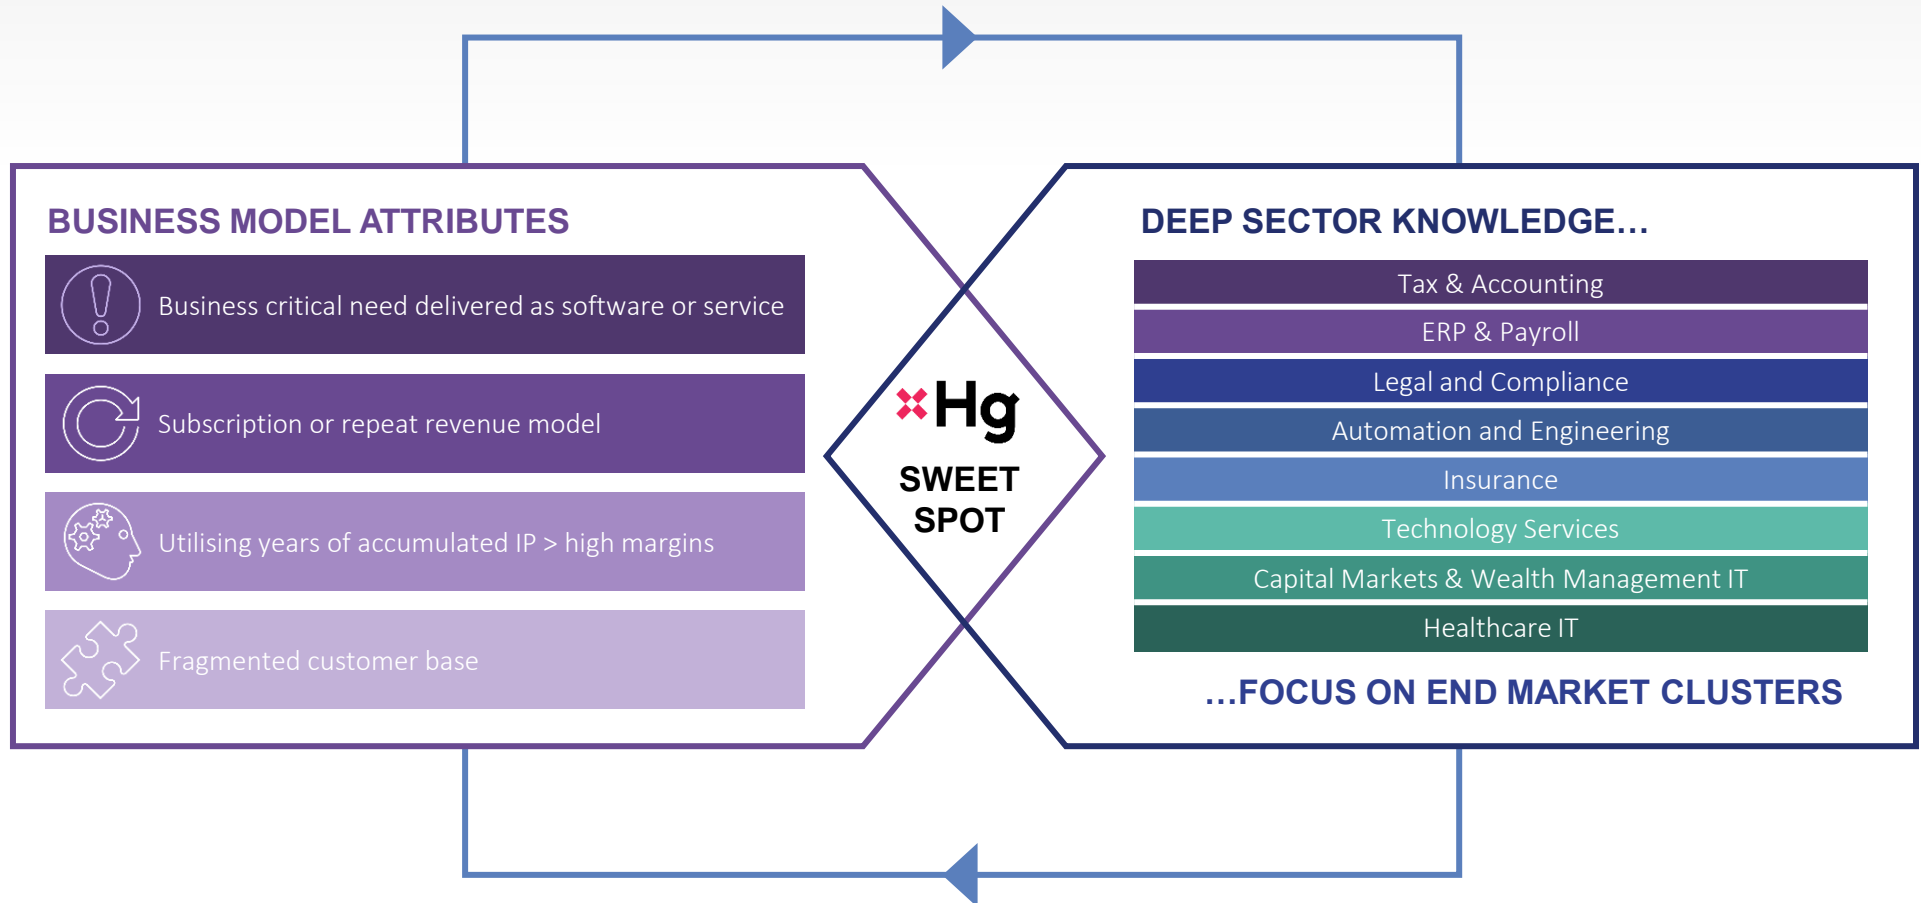 BUSINESS MODEL ATTRIBUTES
Business critical need delivered as software or service
Subscription or repeat revenue model
Utilising years of accumulated IP > high margins
Fragmented customer base
Hg
SWEET
SPOT
DEEP SECTOR KNOWLEDGE...
Tax & Accounting
ERP & Payroll
Legal and Compliance
Automation and Engineering
Insurance
Technology Services
Capital Markets & Wealth Management IT
Healthcare IT
...FOCUS ON END MARKET CLUSTERS